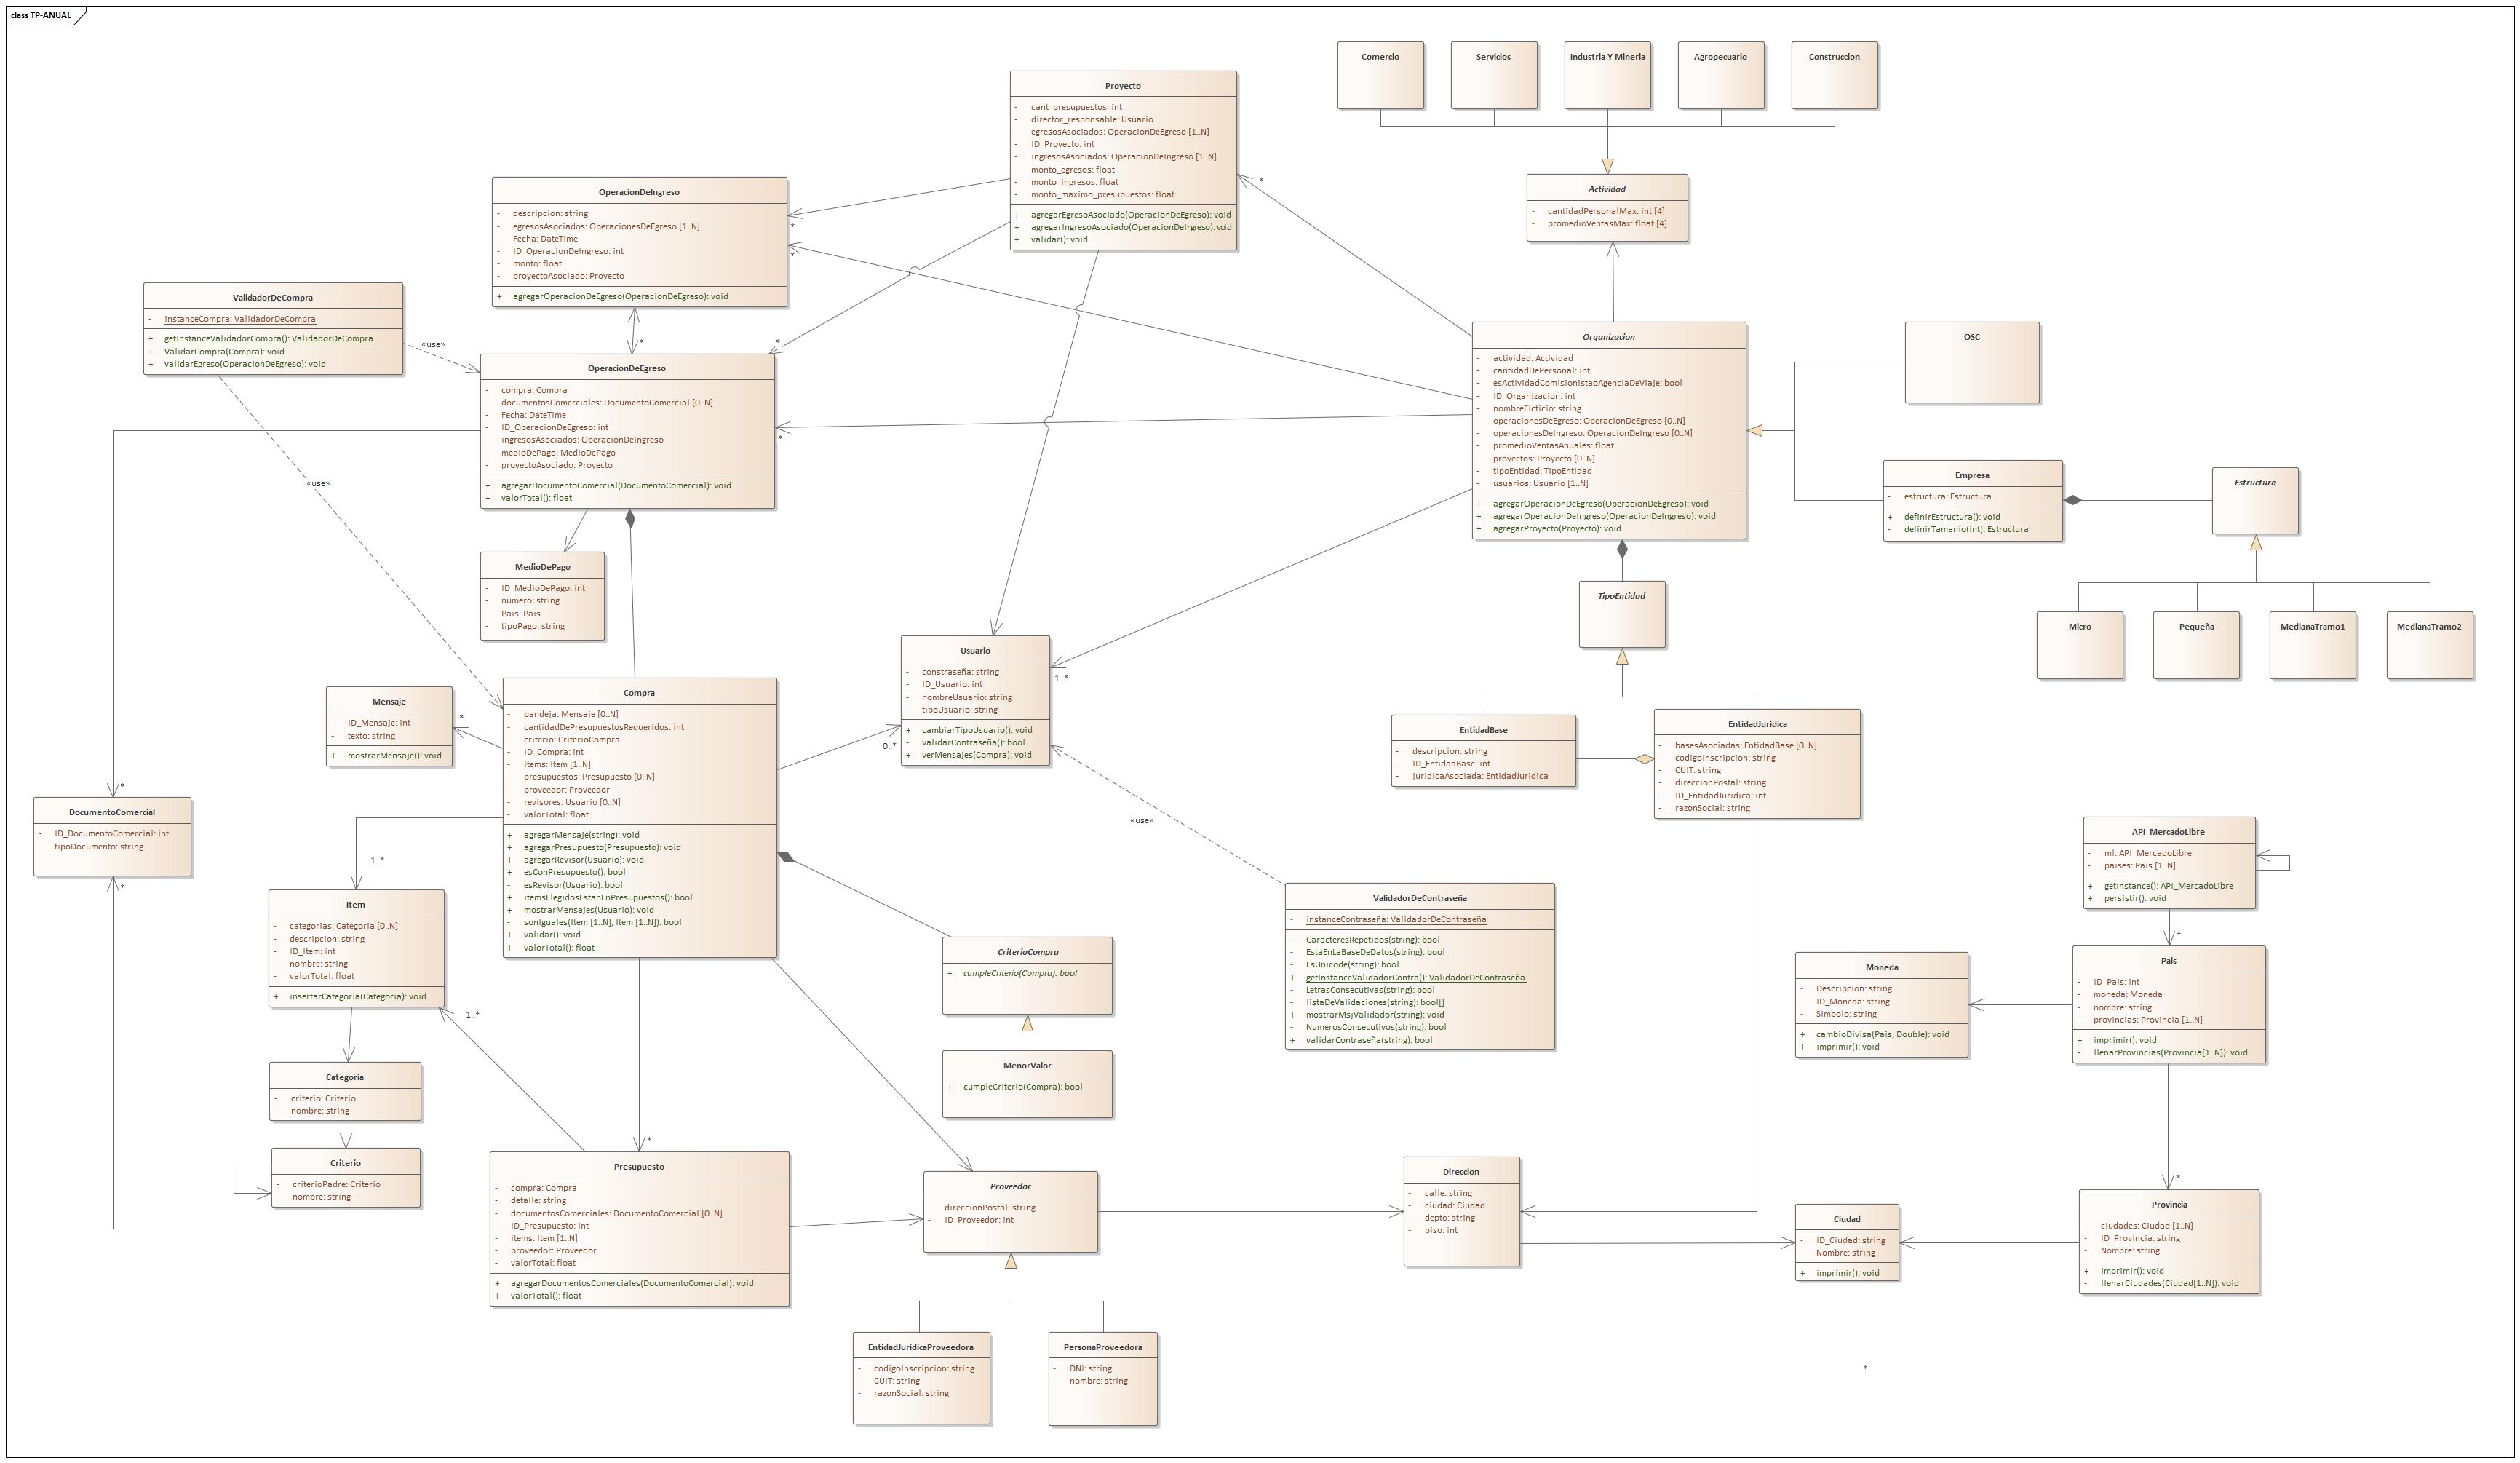 class TP-ANUAL
Comercio
Servicios
Industria Y Mineria
Agropecuario
Construccion
Proyecto
- cant_presupuestos: int
- director_responsable: Usuario
- egresosAsociados: OperacionDeEgreso [1..N]
- ID_Proyecto: int
- ingresosAsociados: OperacionDeIngreso [1..N]
- monto_egresos: float
- monto_ingresos: float
- monto_maximo_presupuestos: float
+ agregarEgresoAsociado(OperacionDeEgreso): void
+ agregarIngresoAsociado(OperacionDeIngreso): void
+ validar(): void
*
Actividad
- cantidadPersonalMax: int [4]
- promedioVentasMax: float [4]
OperacionDeIngreso
- descripcion: string
- egresosAsociados: OperacionesDeEgreso [1..N]
- Fecha: DateTime
- ID_OperacionDeIngreso: int
- monto: float
- proyectoAsociado: Proyecto
+ agregarOperacionDeEgreso(OperacionDeEgreso): void
*
*
ValidadorDeCompra
- instanceCompra: ValidadorDeCompra
+ getInstanceValidadorCompra(): ValidadorDeCompra
+ ValidarCompra(Compra): void
+ validarEgreso(OperacionDeEgreso): void
«use»
«use»
*
*
OperacionDeEgreso
- compra: Compra
- documentosComerciales: DocumentoComercial [0..N]
- Fecha: DateTime
- ID_OperacionDeEgreso: int
- ingresosAsociados: OperacionDeIngreso
- medioDePago: MedioDePago
- proyectoAsociado: Proyecto
+ agregarDocumentoComercial(DocumentoComercial): void
+ valorTotal(): float
*
Organizacion
- actividad: Actividad
- cantidadDePersonal: int
- esActividadComisionistaoAgenciaDeViaje: bool
- ID_Organizacion: int
- nombreFicticio: string
- operacionesDeEgreso: OperacionDeEgreso [0..N]
- operacionesDeIngreso: OperacionDeIngreso [0..N]
- promedioVentasAnuales: float
- proyectos: Proyecto [0..N]
- tipoEntidad: TipoEntidad
- usuarios: Usuario [1..N]
+ agregarOperacionDeEgreso(OperacionDeEgreso): void
+ agregarOperacionDeIngreso(OperacionDeIngreso): void
+ agregarProyecto(Proyecto): void
OSC
Empresa
- estructura: Estructura
+ definirEstructura(): void
- definirTamanio(int): Estructura
Estructura
Micro
Pequeña
MedianaTramo1
MedianaTramo2
MedioDePago
- ID_MedioDePago: int
- numero: string
- Pais: Pais
- tipoPago: string
TipoEntidad
Usuario
- constraseña: string
- ID_Usuario: int
- nombreUsuario: string
- tipoUsuario: string
+ cambiarTipoUsuario(): void
- validarContraseña(): bool
+ verMensajes(Compra): void
1..*
0..*
Mensaje
- ID_Mensaje: int
- texto: string
+ mostrarMensaje(): void
*
Compra
- bandeja: Mensaje [0..N]
- cantidadDePresupuestosRequeridos: int
- criterio: CriterioCompra
- ID_Compra: int
- items: Item [1..N]
- presupuestos: Presupuesto [0..N]
- proveedor: Proveedor
- revisores: Usuario [0..N]
- valorTotal: float
+ agregarMensaje(string): void
+ agregarPresupuesto(Presupuesto): void
+ agregarRevisor(Usuario): void
+ esConPresupuesto(): bool
- esRevisor(Usuario): bool
+ itemsElegidosEstanEnPresupuestos(): bool
+ mostrarMensajes(Usuario): void
- sonIguales(Item [1..N], Item [1..N]): bool
+ validar(): void
+ valorTotal(): float
EntidadBase
- descripcion: string
- ID_EntidadBase: int
- juridicaAsociada: EntidadJuridica
EntidadJuridica
- basesAsociadas: EntidadBase [0..N]
- codigoInscripcion: string
- CUIT: string
- direccionPostal: string
- ID_EntidadJuridica: int
- razonSocial: string
*
DocumentoComercial
- ID_DocumentoComercial: int
- tipoDocumento: string
*
1..*
«use»
API_MercadoLibre
- ml: API_MercadoLibre
- paises: Pais [1..N]
+ getInstance(): API_MercadoLibre
+ persistir(): void
*
Item
- categorias: Categoria [0..N]
- descripcion: string
- ID_Item: int
- nombre: string
- valorTotal: float
+ insertarCategoria(Categoria): void
1..*
ValidadorDeContraseña
- instanceContraseña: ValidadorDeContraseña
- CaracteresRepetidos(string): bool
- EstaEnLaBaseDeDatos(string): bool
- EsUnicode(string): bool
+ getInstanceValidadorContra(): ValidadorDeContraseña
- LetrasConsecutivas(string): bool
- listaDeValidaciones(string): bool[]
+ mostrarMsjValidador(string): void
- NumerosConsecutivos(string): bool
+ validarContraseña(string): bool
CriterioCompra
+ cumpleCriterio(Compra): bool
MenorValor
+ cumpleCriterio(Compra): bool
Moneda
- Descripcion: string
- ID_Moneda: string
- Simbolo: string
+ cambioDivisa(Pais, Double): void
+ imprimir(): void
Pais
- ID_Pais: int
- moneda: Moneda
- nombre: string
- provincias: Provincia [1..N]
+ imprimir(): void
- llenarProvincias(Provincia[1..N]): void
*
Categoria
- criterio: Criterio
- nombre: string
Criterio
- criterioPadre: Criterio
- nombre: string
*
Presupuesto
- compra: Compra
- detalle: string
- documentosComerciales: DocumentoComercial [0..N]
- ID_Presupuesto: int
- items: Item [1..N]
- proveedor: Proveedor
- valorTotal: float
+ agregarDocumentosComerciales(DocumentoComercial): void
+ valorTotal(): float
Proveedor
- direccionPostal: string
- ID_Proveedor: int
Direccion
- calle: string
- ciudad: Ciudad
- depto: string
- piso: int
Ciudad
- ID_Ciudad: string
- Nombre: string
+ imprimir(): void
Provincia
- ciudades: Ciudad [1..N]
- ID_Provincia: string
- Nombre: string
+ imprimir(): void
- llenarCiudades(Ciudad[1..N]): void
EntidadJuridicaProveedora
- codigoInscripcion: string
- CUIT: string
- razonSocial: string
PersonaProveedora
- DNI: string
- nombre: string
*